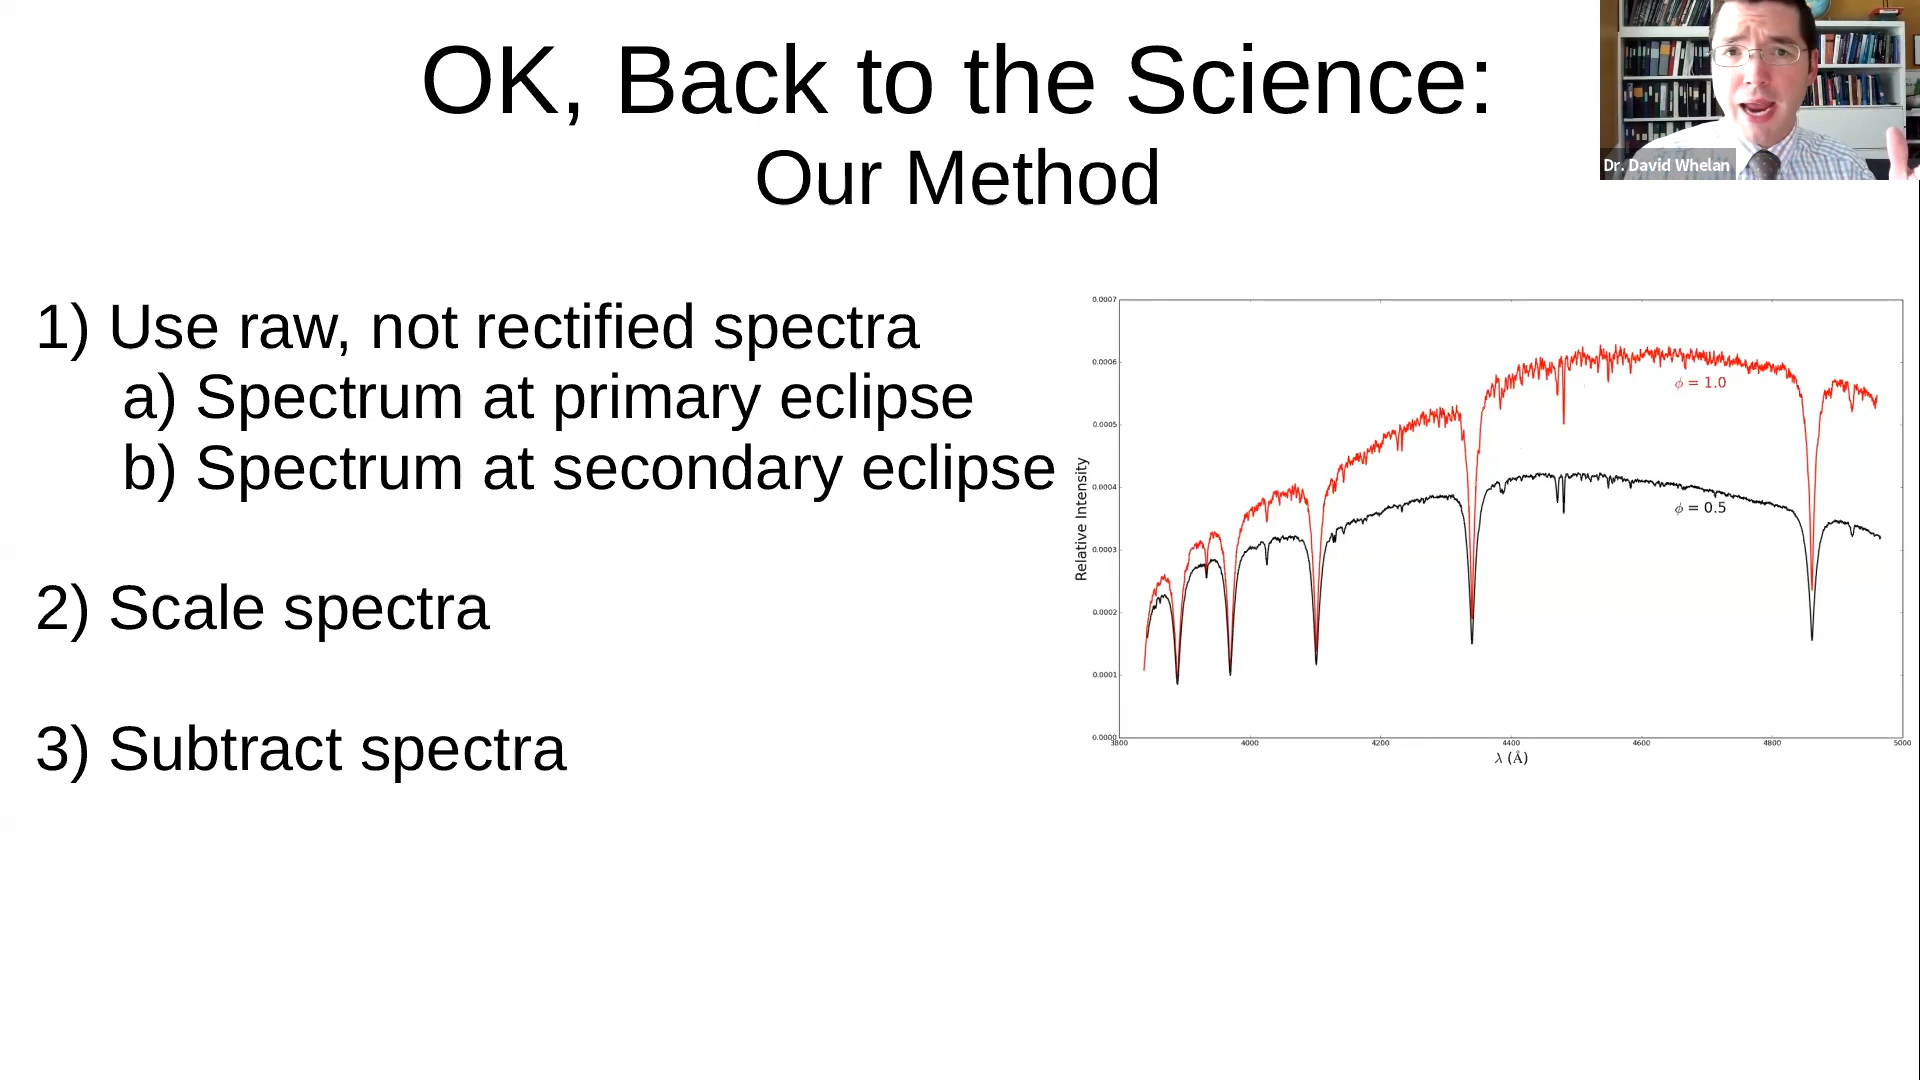 OK, Back to the Science:
Our Method
Dr. David Whelan
1) Use raw, not rectified spectra
a) Spectrum at primary eclipse
b) Spectrum at secondary eclipse
2) Scale spectra
3) Subtract spectra
0.0007
0.0006
0.0005
0.0004
0.0003
0.0002
0.0001
0.0000
Relative Intensity
ϕ = 1.0
ϕ = 0.5
3800 4000 4200 4400 4600 4800 5000
λ (Å)